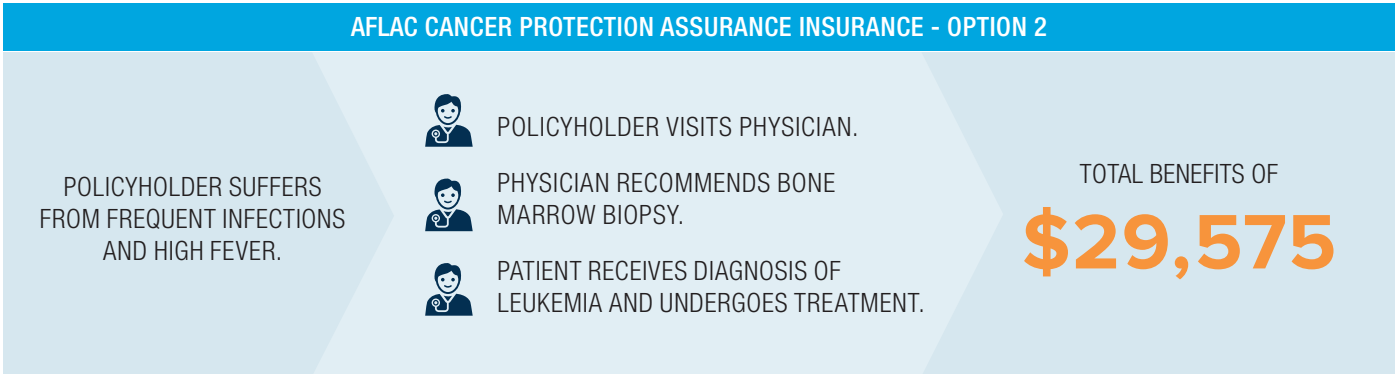 AFLAC CANCER PROTECTION ASSURANCE INSURANCE - OPTION 2
POLICYHOLDER SUFFERS
FROM FREQUENT INFECTIONS
AND HIGH FEVER.
POLICYHOLDER VISITS PHYSICIAN.
PHYSICIAN RECOMMENDS BONE
MARROW BIOPSY.
PATIENT RECEIVES DIAGNOSIS OF
LEUKEMIA AND UNDERGOES TREATMENT.
TOTAL BENEFITS OF
$29,575